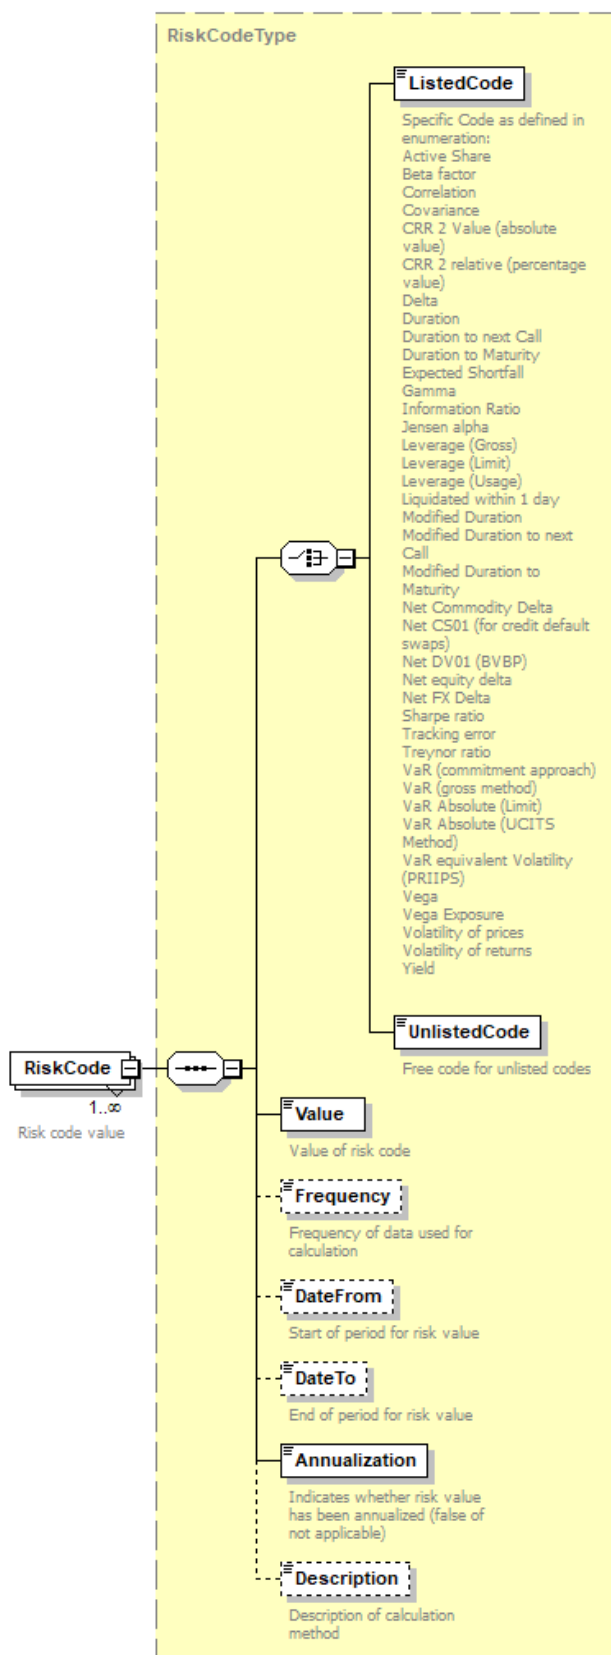 RiskCodeType
ListedCode
Specific Code as defined in
enumeration:
Active Share
Beta factor
Correlation
Covariance
CRR 2 Value (absolute
value)
CRR 2 relative (percentage
value)
Delta
Duration
Duration to next Call
Duration to Maturity
Expected Shortfall
Gamma
Information Ratio
Jensen alpha
Leverage (Gross)
Leverage (Limit)
Leverage (Usage)
Liquidated within 1 day
Modified Duration
Modified Duration to next
Call
Modified Duration to
Maturity
Net Commodity Delta
Net CS01 (for credit default
swaps)
Net DV01 (BVBP)
Net equity delta
Net FX Delta
Sharpe ratio
Tracking error
Treynor ratio
VaR (commitment approach)
VaR (gross method)
VaR Absolute (Limit)
VaR Absolute (UCITS
Method)
VaR equivalent Volatility
(PRIIPS)
Vega
Vega Exposure
Volatility of prices
Volatility of returns
Yield
UnlistedCode
Free code for unlisted codes
RiskCode
1..∞
Risk code value
Value
Value of risk code
Frequency
Frequency of data used for
calculation
DateFrom
Start of period for risk value
DateTo
End of period for risk value
Annualization
Indicates whether risk value
has been annualized (false of
not applicable)
Description
Description of calculation
method